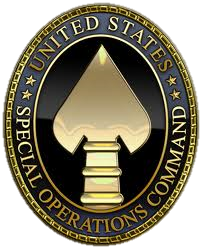 UNITED STATES
SPECIAL OPERATIONS COMMAND